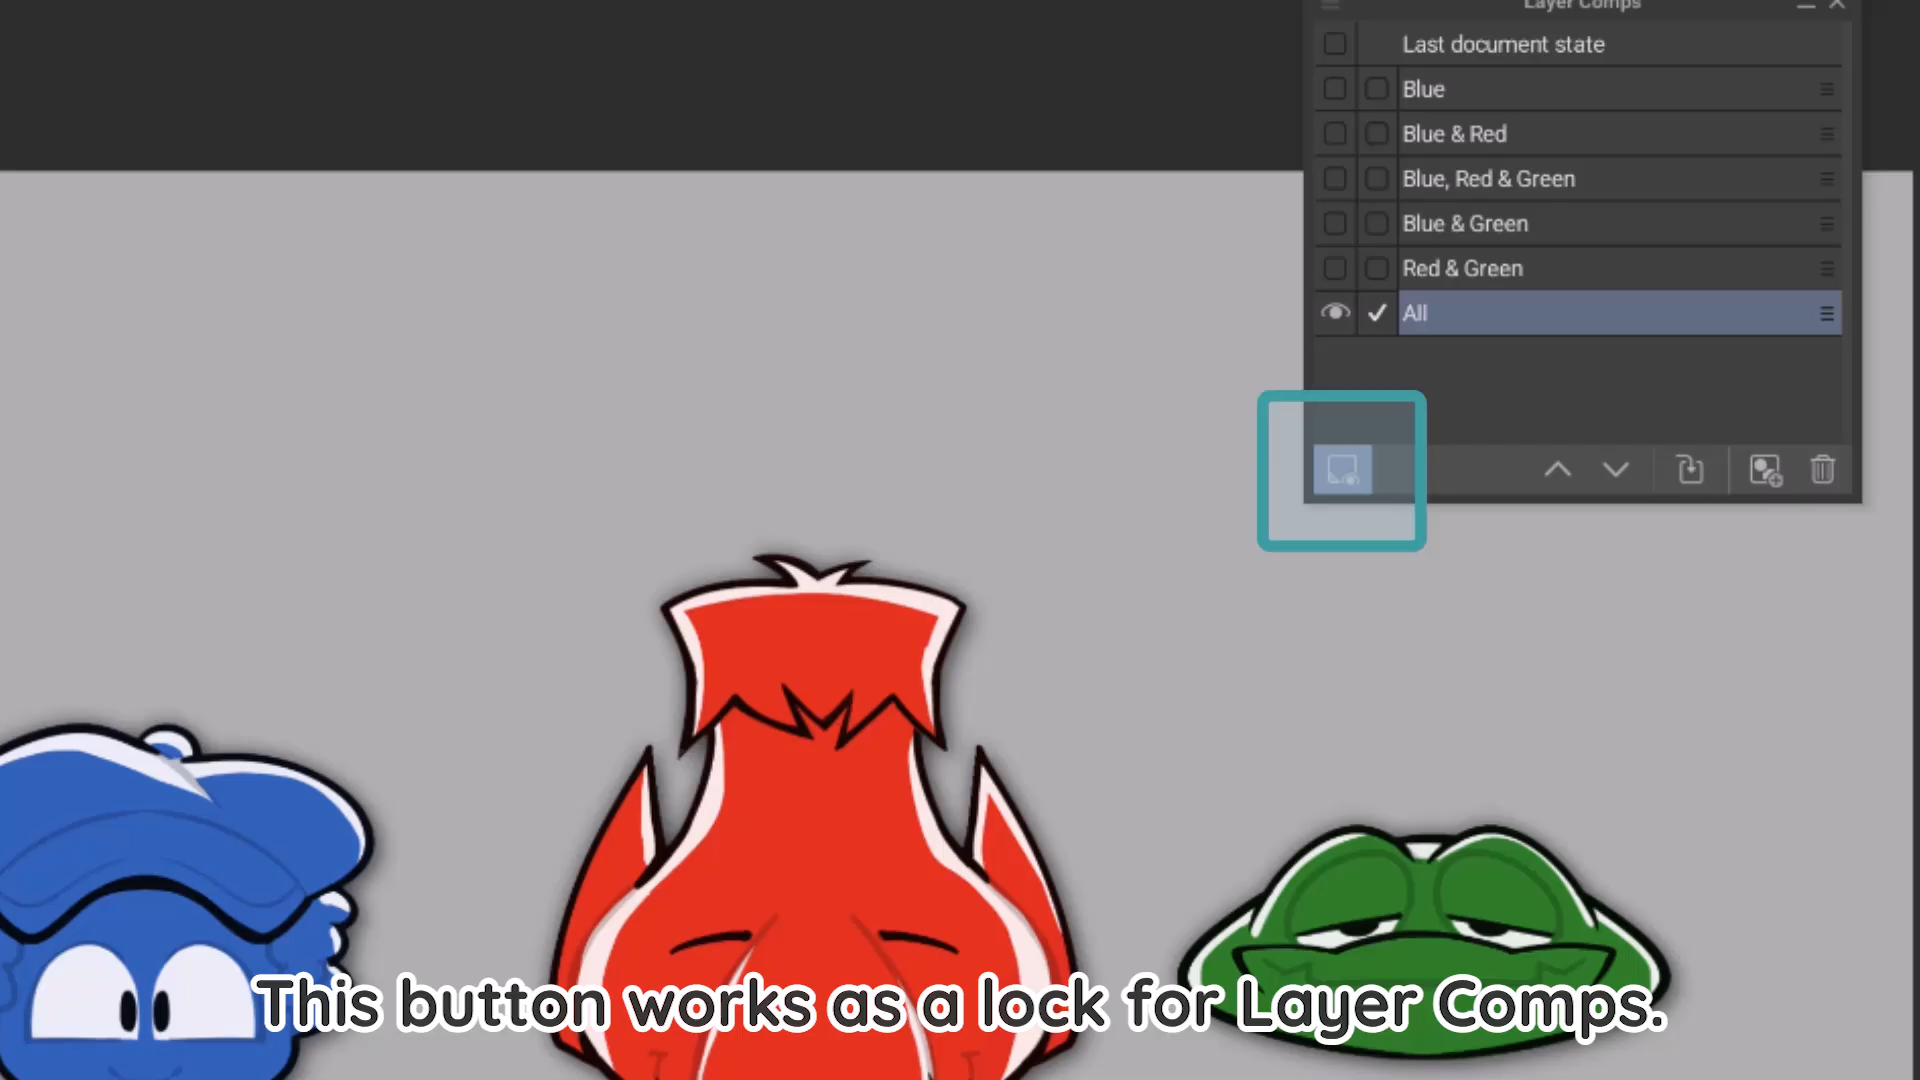 Layer Comps
Last document state
Blue
Blue & Red
Blue, Red & Green
Blue & Green
Red & Green
All
This button works as a lock for Layer Comps.